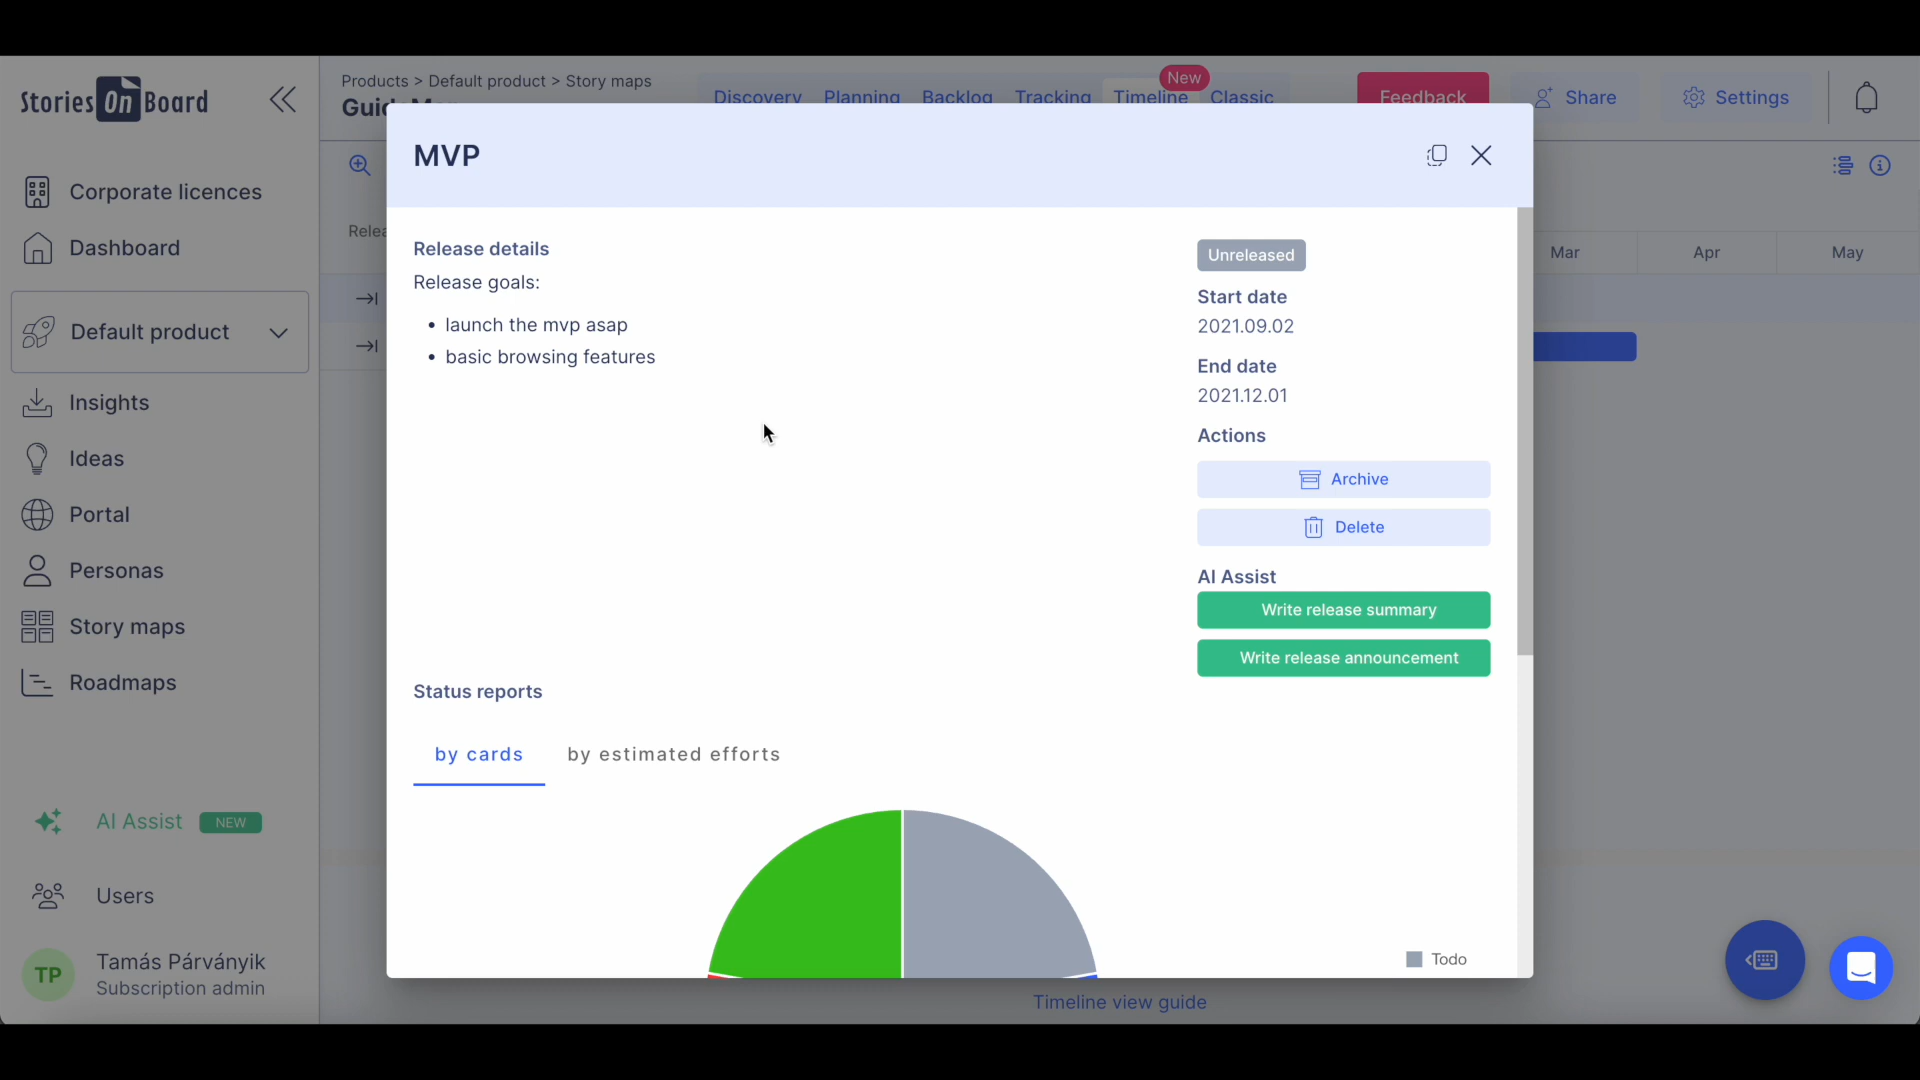 Stories On Board
Products > Default product > Story maps
Discovery Planning Backlog Tracking Timeline New Classic
Feedback
Share
Settings
Corporate licences
Dashboard
Default product
Insights
Ideas
Portal
Personas
Story maps
Roadmaps
AI Assist NEW
Users
TP
Tamás Párványik
Subscription admin
Mar Apr May
MVP
Release details
Release goals:
• launch the mvp asap
• basic browsing features
Unreleased
Start date
2021.09.02
End date
2021.12.01
Actions
Archive
Delete
AI Assist
Write release summary
Write release announcement
Status reports
by cards by estimated efforts
Todo
Timeline view guide